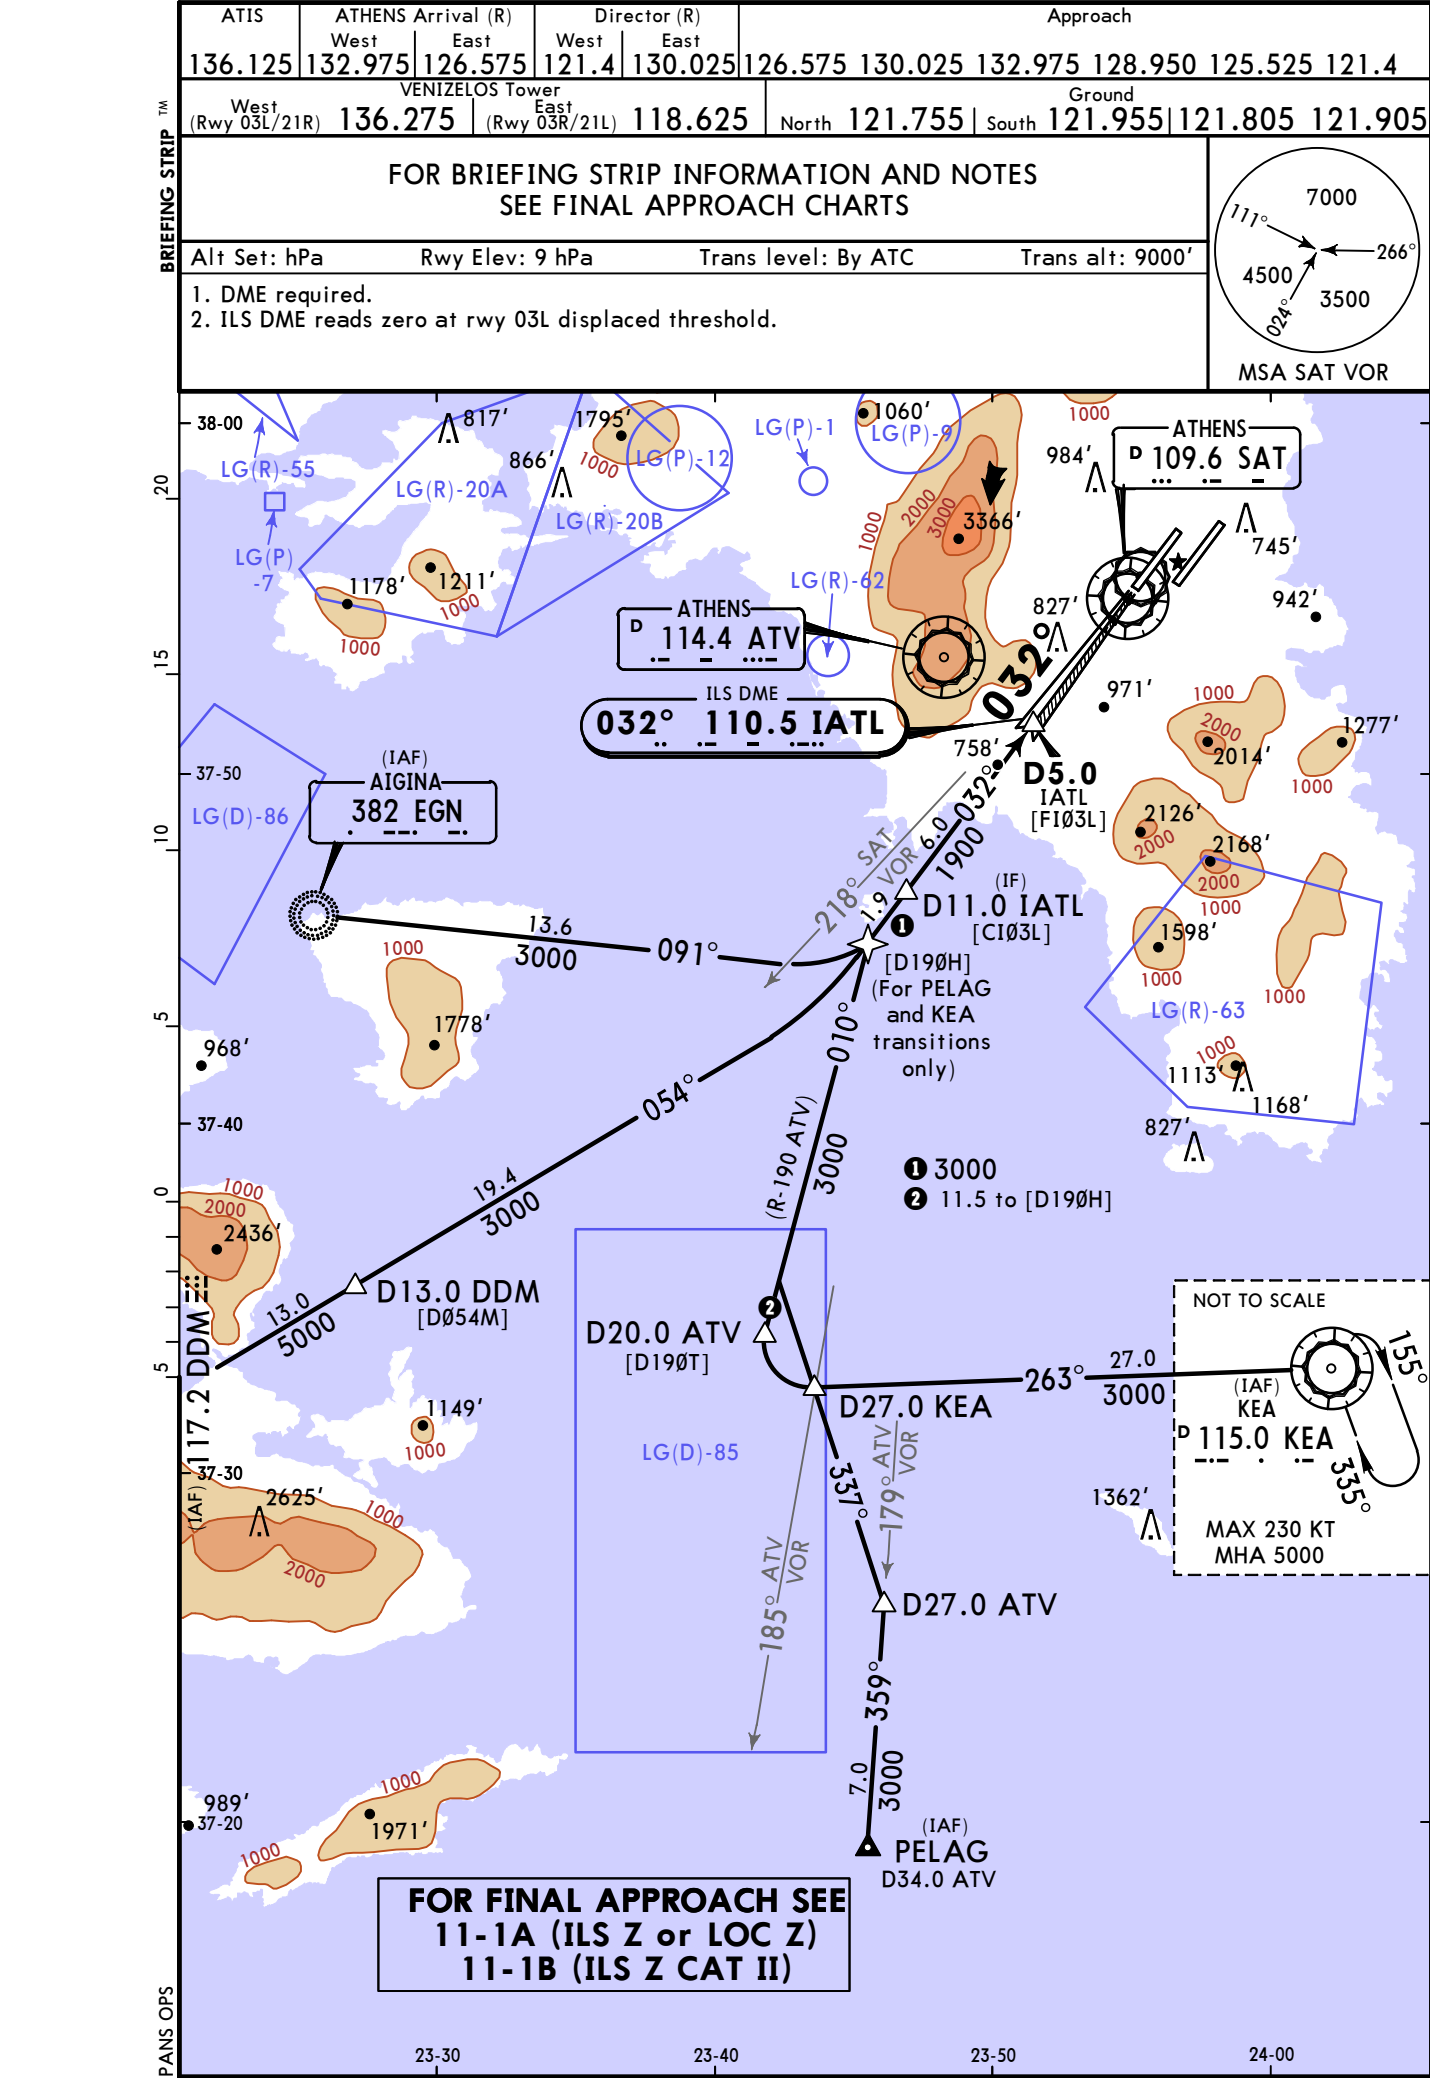 ATIS
ATHENS Arrival (R)
Director (R)
Approach
West
East
West
East
136.125
132.975
126.575
121.4
130.025
126.575 130.025 132.975 128.950 125.525 121.4
VENIZELOS Tower
West
(Rwy 03L/21R)
136.275
East
(Rwy 03R/21L)
118.625
Ground
North 121.755
South 121.955
121.805 121.905
BRIEFING STRIP ™
FOR BRIEFING STRIP INFORMATION AND NOTES
SEE FINAL APPROACH CHARTS
Alt Set: hPa
Rwy Elev: 9 hPa
Trans level: By ATC
Trans alt: 9000'
1. DME required.
2. ILS DME reads zero at rwy 03L displaced threshold.
7000
111°
266°
4500
3500
024°
MSA SAT VOR
38-00
817'
1795'
1060'
1000
LG(P)-1
LG(P)-9
LG(R)-55
866'
1000
LG(P)-12
984'
ATHENS
D 109.6 SAT
20
LG(R)-20A
LG(R)-20B
1000
2000
3000
3366'
745'
LG(P)
-7
1178'
1211'
1000
1000
LG(R)-62
942'
827'
ATHENS
D 114.4 ATV
15
032°
ILS DME
032° 110.5 IATL
971'
1000
2000
2014'
1277'
1000
758'
37-50
D5.0
IATL
[FI03L]
(IAF)
AIGINA
382 EGN
LG(D)-86
10
032°
6.0
1900
218° SAT
VOR
2126'
2000
2168'
2000
1000
(IF)
D11.0 IATL
[CI03L]
1.9
1
13.6
3000
091°
1000
1598'
1000
1000
[D190H]
(For PELAG
and KEA
transitions
only)
1778'
5
010°
LG(R)-63
968'
054°
1000
1113'
1168'
37-40
827'
(R-190 ATV)
3000
1 3000
2 11.5 to [D190H]
19.4
3000
0
1000
2000
2436'
D13.0 DDM
[D054M]
13.0
5000
117.2 DDM
(IAF)
2
D20.0 ATV
[D190T]
NOT TO SCALE
155°
335°
(IAF)
KEA
D 115.0 KEA
MAX 230 KT
MHA 5000
263°
27.0
3000
5
D27.0 KEA
1149'
1000
LG(D)-85
337°
179° ATV
VOR
37-30
2625'
1000
2000
1362'
185° ATV
VOR
D27.0 ATV
359°
7.0
3000
1000
989'
37-20
1971'
1000
(IAF)
PELAG
D34.0 ATV
FOR FINAL APPROACH SEE
11-1A (ILS Z or LOC Z)
11-1B (ILS Z CAT II)
PANS OPS
23-30
23-40
23-50
24-00